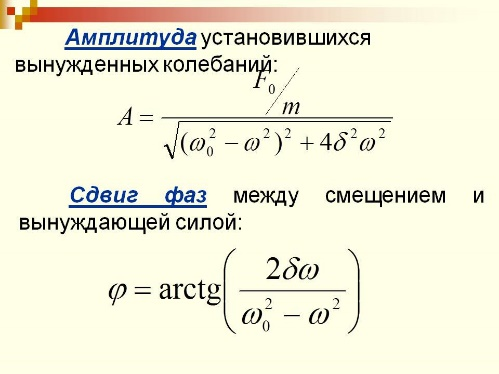 Амплитуда установившихся
вынужденных колебаний:
A = (F₀/m) / √((ω₀² − ω²)² + 4δ²ω²)
Сдвиг фаз между смещением и
вынуждающей силой:
φ = arctg(2δω / (ω₀² − ω²))